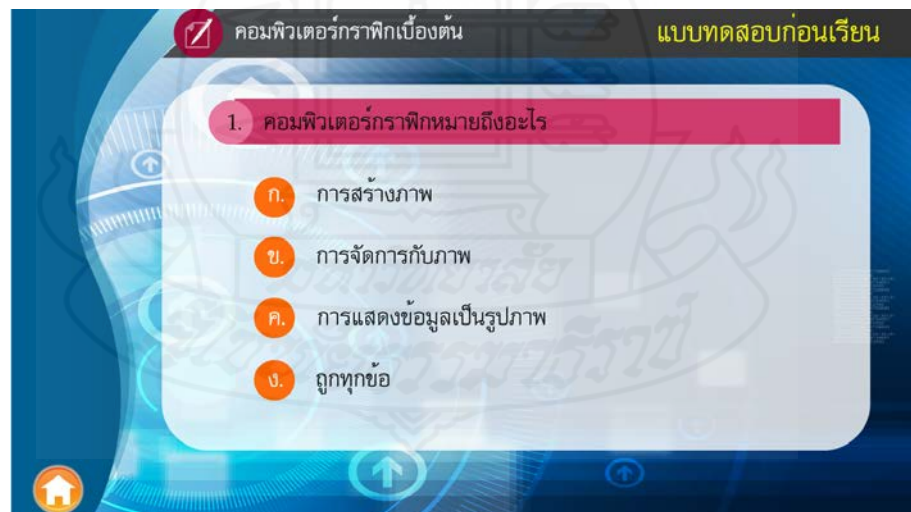 คอมพิวเตอร์กราฟิกเบื้องต้น
แบบทดสอบก่อนเรียน
1. คอมพิวเตอร์กราฟิกหมายถึงอะไร
ก. การสร้างภาพ
ข. การจัดการกับภาพ
ค. การแสดงข้อมูลเป็นรูปภาพ
ง. ถูกทุกข้อ